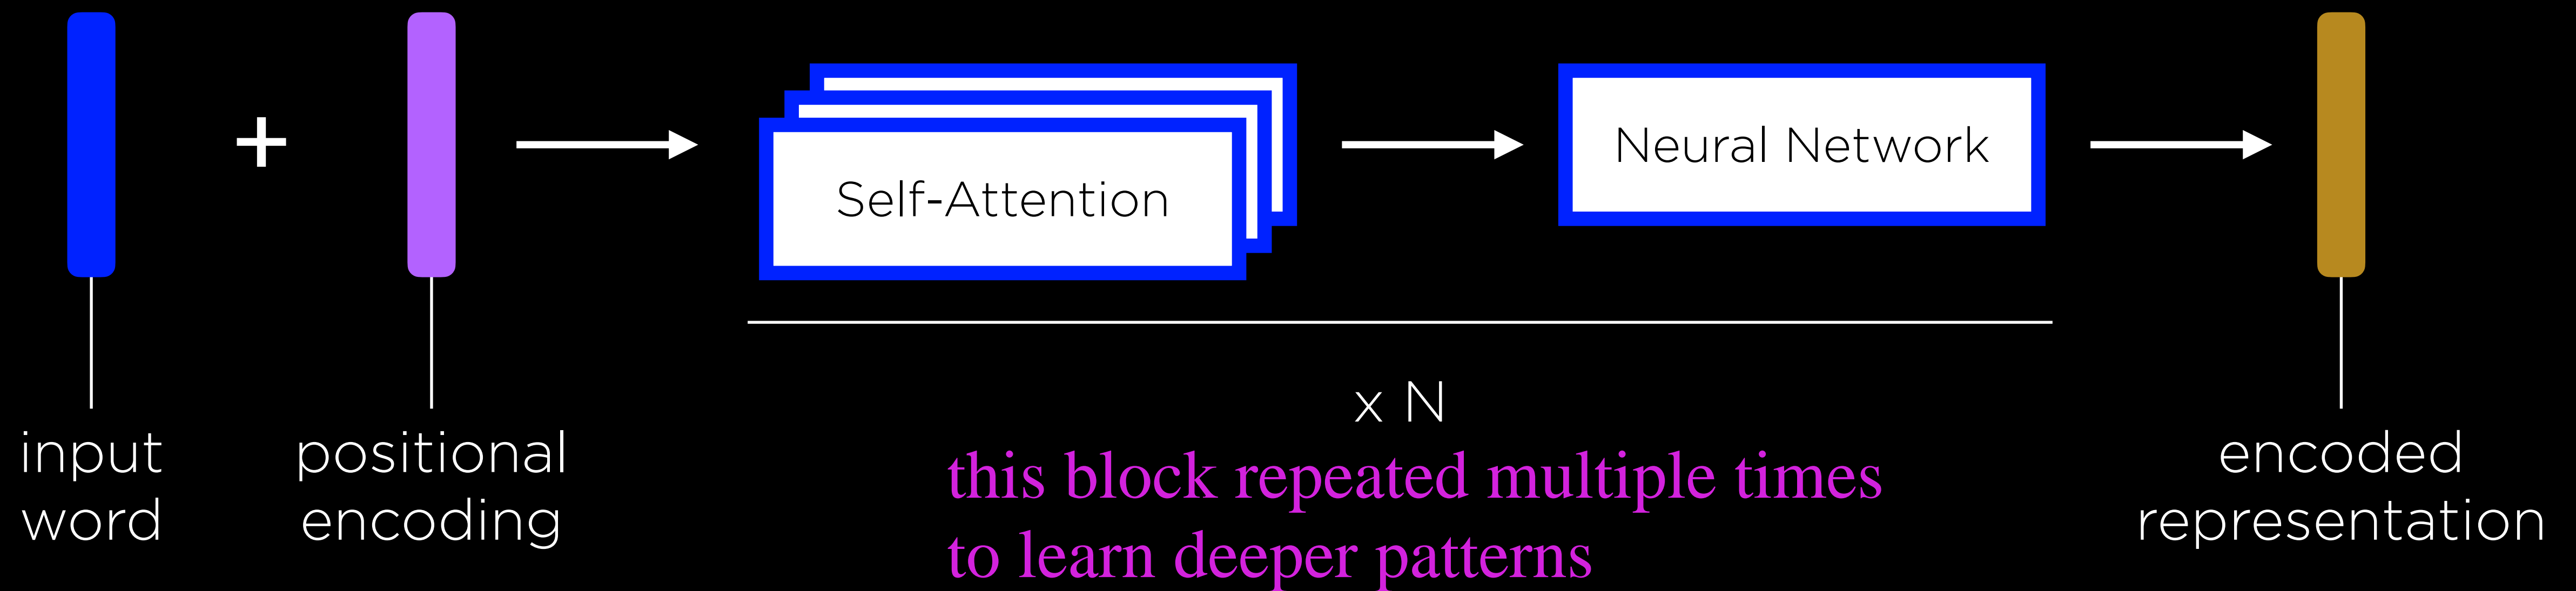 +
Self-Attention
Neural Network
input
word
positional
encoding
x N
this block repeated multiple times
to learn deeper patterns
encoded
representation